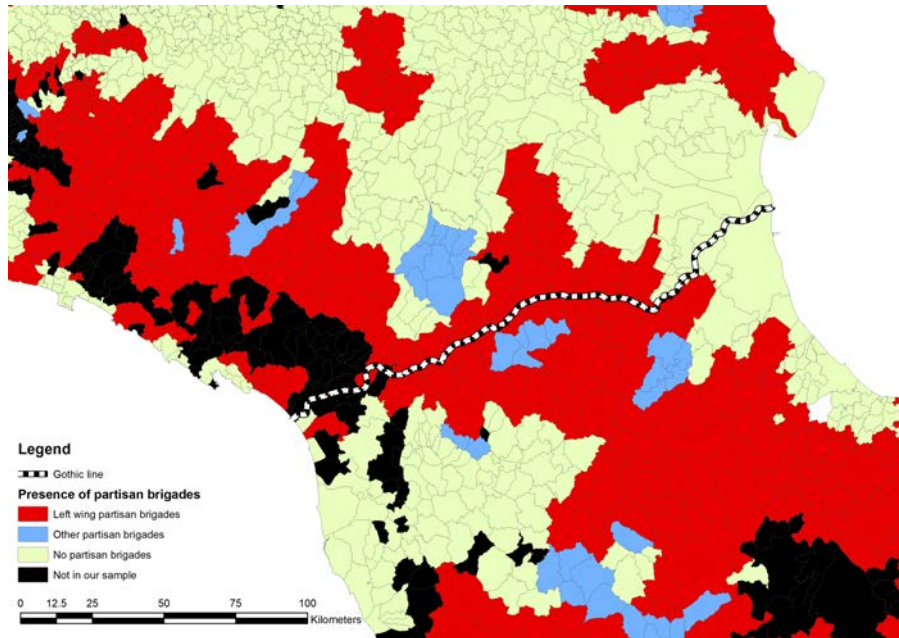 Legend
Gothic line
Presence of partisan brigades
Left wing partisan brigades
Other partisan brigades
No partisan brigades
Not in our sample
0 12.5 25 50 75 100
Kilometers